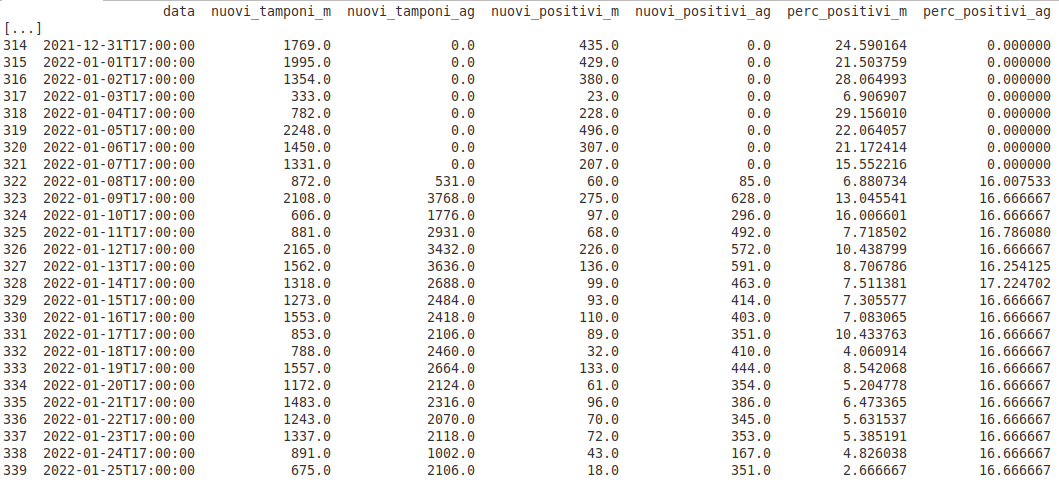 data nuovi_tamponi_m nuovi_tamponi_ag nuovi_positivi_m nuovi_positivi_ag perc_positivi_m perc_positivi_ag
[...]
314 2021-12-31T17:00:00 1769.0 0.0 435.0 0.0 24.590164 0.000000
315 2022-01-01T17:00:00 1995.0 0.0 429.0 0.0 21.503759 0.000000
316 2022-01-02T17:00:00 1354.0 0.0 380.0 0.0 28.064993 0.000000
317 2022-01-03T17:00:00 333.0 0.0 23.0 0.0 6.906907 0.000000
318 2022-01-04T17:00:00 782.0 0.0 228.0 0.0 29.156010 0.000000
319 2022-01-05T17:00:00 2248.0 0.0 496.0 0.0 22.064057 0.000000
320 2022-01-06T17:00:00 1450.0 0.0 307.0 0.0 21.172414 0.000000
321 2022-01-07T17:00:00 1331.0 0.0 207.0 0.0 15.552216 0.000000
322 2022-01-08T17:00:00 872.0 531.0 60.0 85.0 6.880734 16.007533
323 2022-01-09T17:00:00 2108.0 3768.0 275.0 628.0 13.045541 16.666667
324 2022-01-10T17:00:00 606.0 1776.0 97.0 296.0 16.006601 16.666667
325 2022-01-11T17:00:00 881.0 2931.0 68.0 492.0 7.718502 16.786080
326 2022-01-12T17:00:00 2165.0 3432.0 226.0 572.0 10.438799 16.666667
327 2022-01-13T17:00:00 1562.0 3636.0 136.0 591.0 8.706786 16.254125
328 2022-01-14T17:00:00 1318.0 2688.0 99.0 463.0 7.511381 17.224702
329 2022-01-15T17:00:00 1273.0 2484.0 93.0 414.0 7.305577 16.666667
330 2022-01-16T17:00:00 1553.0 2418.0 110.0 403.0 7.083065 16.666667
331 2022-01-17T17:00:00 853.0 2106.0 89.0 351.0 10.433763 16.666667
332 2022-01-18T17:00:00 788.0 2460.0 32.0 410.0 4.060914 16.666667
333 2022-01-19T17:00:00 1557.0 2664.0 133.0 444.0 8.542068 16.666667
334 2022-01-20T17:00:00 1172.0 2124.0 61.0 354.0 5.204778 16.666667
335 2022-01-21T17:00:00 1483.0 2316.0 96.0 386.0 6.473365 16.666667
336 2022-01-22T17:00:00 1243.0 2070.0 70.0 345.0 5.631537 16.666667
337 2022-01-23T17:00:00 1337.0 2118.0 72.0 353.0 5.385191 16.666667
338 2022-01-24T17:00:00 891.0 1002.0 43.0 167.0 4.826038 16.666667
339 2022-01-25T17:00:00 675.0 2106.0 18.0 351.0 2.666667 16.666667